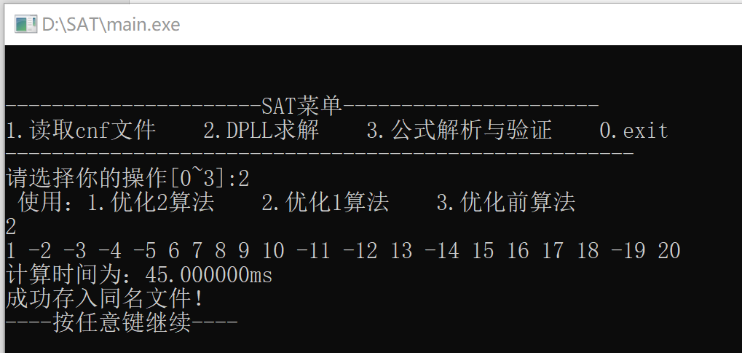 D:\SAT\main.exe
----------------------SAT菜单----------------------
1.读取cnf文件    2.DPLL求解    3.公式解析与验证    0.exit
------------------------------------------------------
请选择你的操作[0~3]:2
 使用: 1.优化2算法    2.优化1算法    3.优化前算法
2
1 -2 -3 -4 -5 6 7 8 9 10 -11 -12 13 -14 15 16 17 18 -19 20
计算时间为: 45.000000ms
成功存入同名文件!
----按任意键继续----